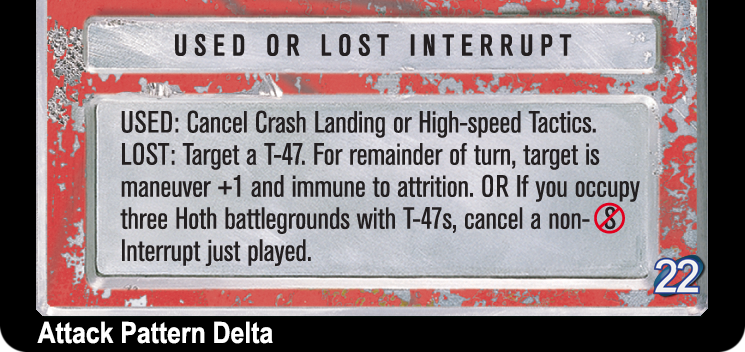 USED OR LOST INTERRUPT
USED: Cancel Crash Landing or High-speed Tactics.
LOST: Target a T-47. For remainder of turn, target is
maneuver +1 and immune to attrition. OR If you occupy
three Hoth battlegrounds with T-47s, cancel a non-
Interrupt just played.
22
Attack Pattern Delta